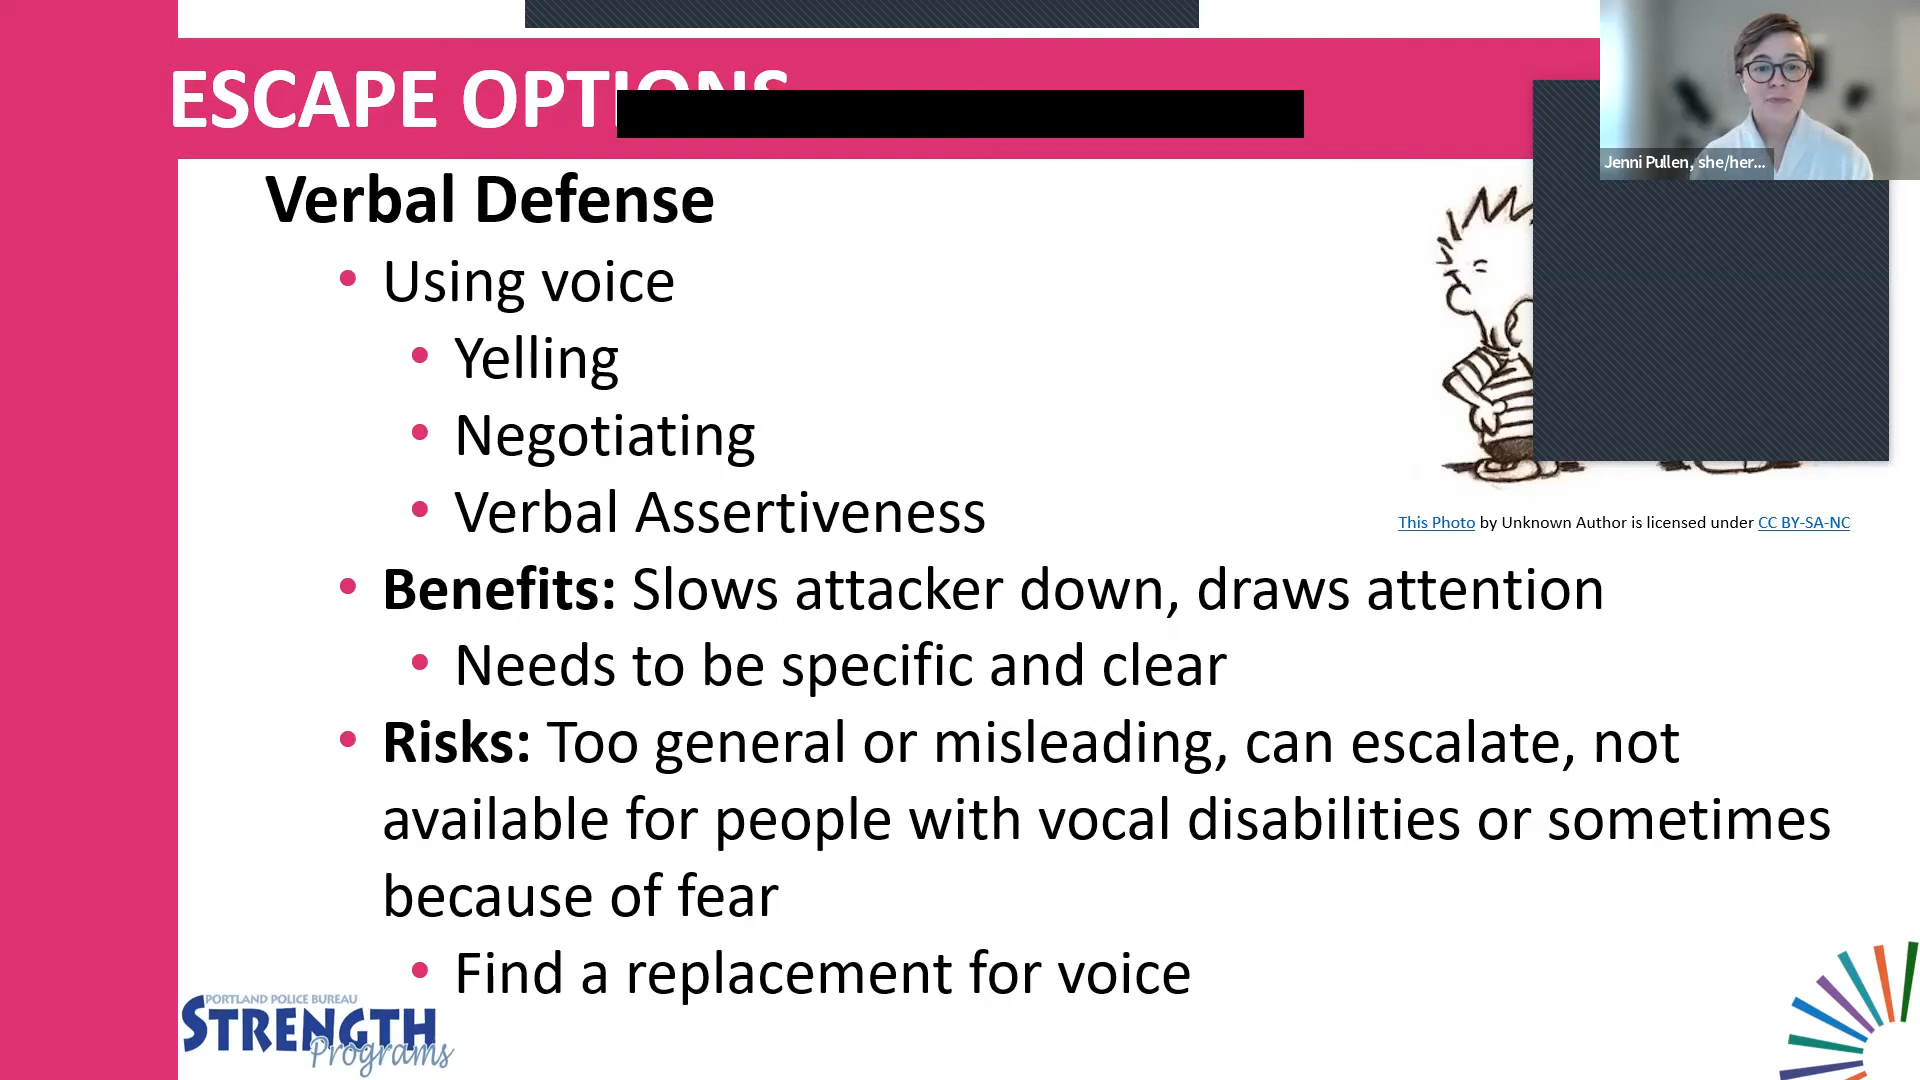 ESCAPE OPTIONS
Jenni Pullen, she/her...
Verbal Defense
• Using voice
• Yelling
• Negotiating
• Verbal Assertiveness
This Photo by Unknown Author is licensed under CC BY-SA-NC
• Benefits: Slows attacker down, draws attention
• Needs to be specific and clear
• Risks: Too general or misleading, can escalate, not
available for people with vocal disabilities or sometimes
because of fear
• Find a replacement for voice
PORTLAND POLICE BUREAU
STRENGTH
Programs